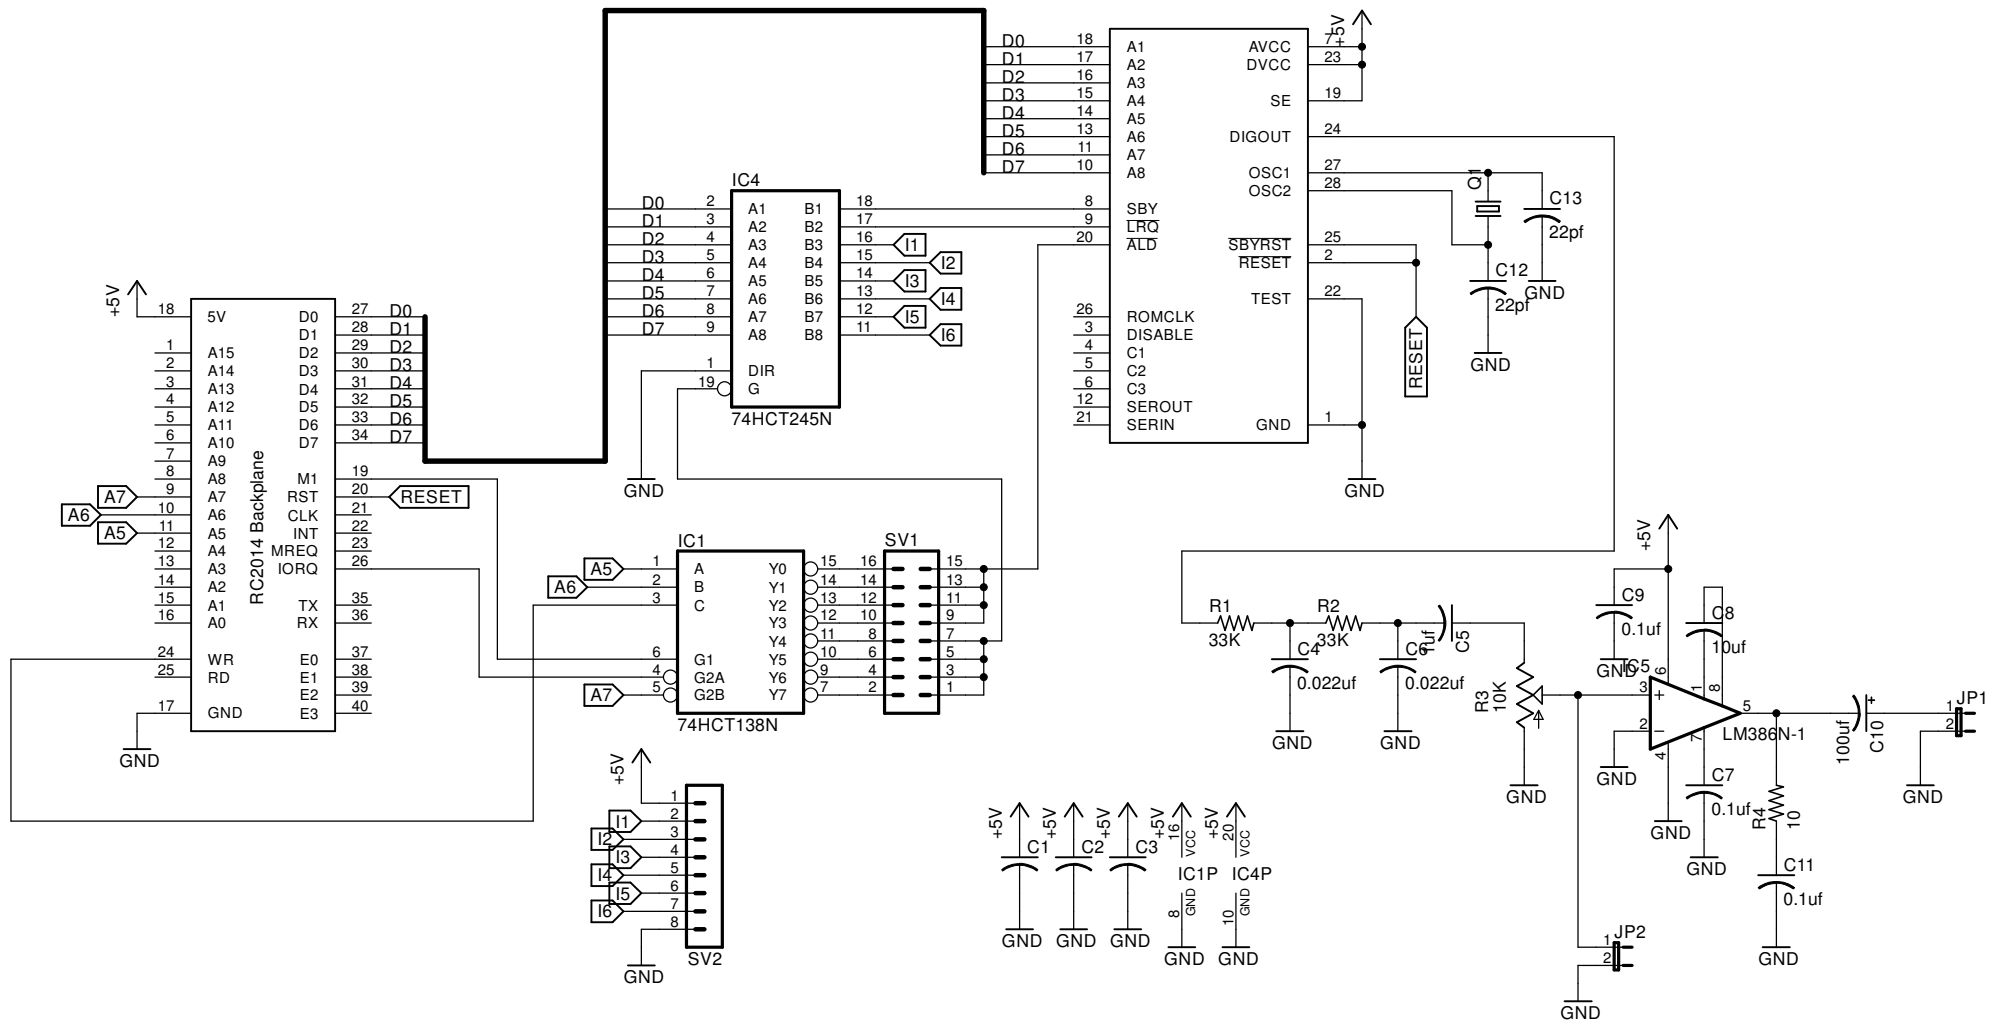 +5V
18 5V
1 A15
2 A14
3 A13
4 A12
5 A11
6 A10
7 A9
8 A8
A7 9 A7
A6 10 A6
A5 11 A5
12 A4
13 A3
14 A2
15 A1
16 A0
24 WR
25 RD
17 GND
GND
RC2014 Backplane
D0 27 D0
D1 28 D1
D2 29 D2
D3 30 D3
D4 31 D4
D5 32 D5
D6 33 D6
D7 34 D7
M1 19
RST 20 RESET
CLK 21
INT 22
MREQ 23
IORQ 26
TX 35
RX 36
E0 37
E1 38
E2 39
E3 40
IC4
D0 2 A1 B1 18
D1 3 A2 B2 17
D2 4 A3 B3 16 I1
D3 5 A4 B4 15 I2
D4 6 A5 B5 14 I3
D5 7 A6 B6 13 I4
D6 8 A7 B7 12 I5
D7 9 A8 B8 11 I6
1 DIR
19 G
74HCT245N
GND
D0 18 A1
D1 17 A2
D2 16 A3
D3 15 A4
D4 14 A5
D5 13 A6
D6 11 A7
D7 10 A8
8 SBY
9 LRQ
20 ALD
26 ROMCLK
3 DISABLE
4 C1
5 C2
6 C3
12 SEROUT
21 SERIN
+5V
AVCC 7
DVCC 23
SE 19
DIGOUT 24
OSC1 27
OSC2 28
SBYRST 25
RESET 2
TEST 22
GND 1
GND
RESET
Q1
C13
22pf
GND
C12
22pf
GND
IC1
A5 1 A Y0 15
A6 2 B Y1 14
3 C Y2 13
Y3 12
Y4 11
6 G1 Y5 10
4 G2A Y6 9
A7 5 G2B Y7 7
74HCT138N
SV1
16 15
14 13
12 11
10 9
8 7
6 5
4 3
2 1
+5V
1
I1 2
I2 3
I3 4
I4 5
I5 6
I6 7
8
GND
SV2
+5V C1 GND
+5V C2 GND
+5V C3 GND
+5V 16 VCC IC1P 8 GND GND
+5V 20 VCC IC4P 10 GND GND
R1
33K
C4
0.022uf
GND
R2
33K
C6
0.022uf
GND
1uf
C5
R3
10K
GND
+5V
C9
0.1uf
GND
C8
10uf
IC5
3 +
2 -
6
1
8
5
7
4
LM386N-1
GND
GND
C7
0.1uf
GND
R4
10
C11
0.1uf
GND
100uf
+
C10
JP1
1
2
GND
JP2
1
2
GND